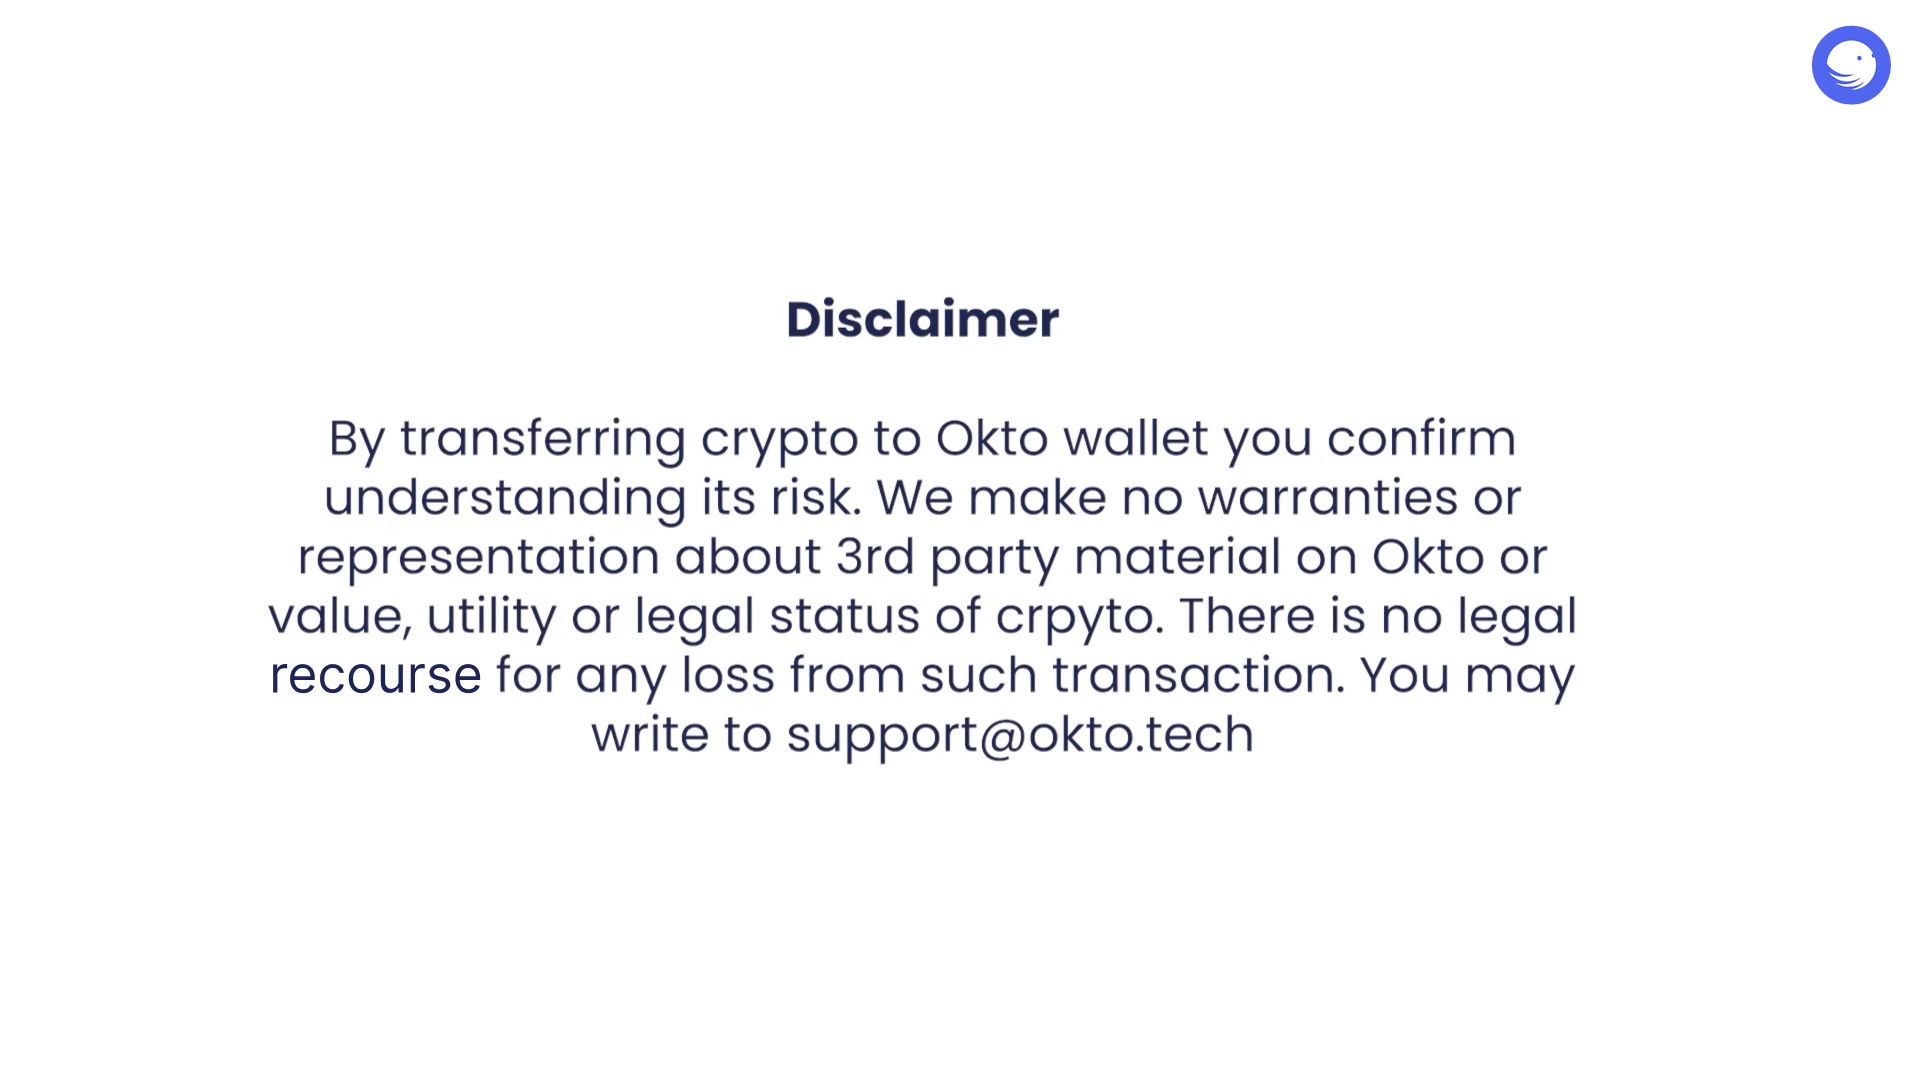 Disclaimer
By transferring crypto to Okto wallet you confirm
understanding its risk. We make no warranties or
representation about 3rd party material on Okto or
value, utility or legal status of crpyto. There is no legal
recourse for any loss from such transaction. You may
write to support@okto.tech